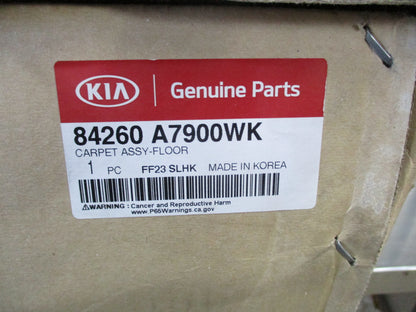 KIA Genuine Parts
84260 A7900WK
CARPET ASSY-FLOOR
1 PC FF23 SLHK MADE IN KOREA
⚠WARNING : Cancer and Reproductive Harm
www.P65Warnings.ca.gov